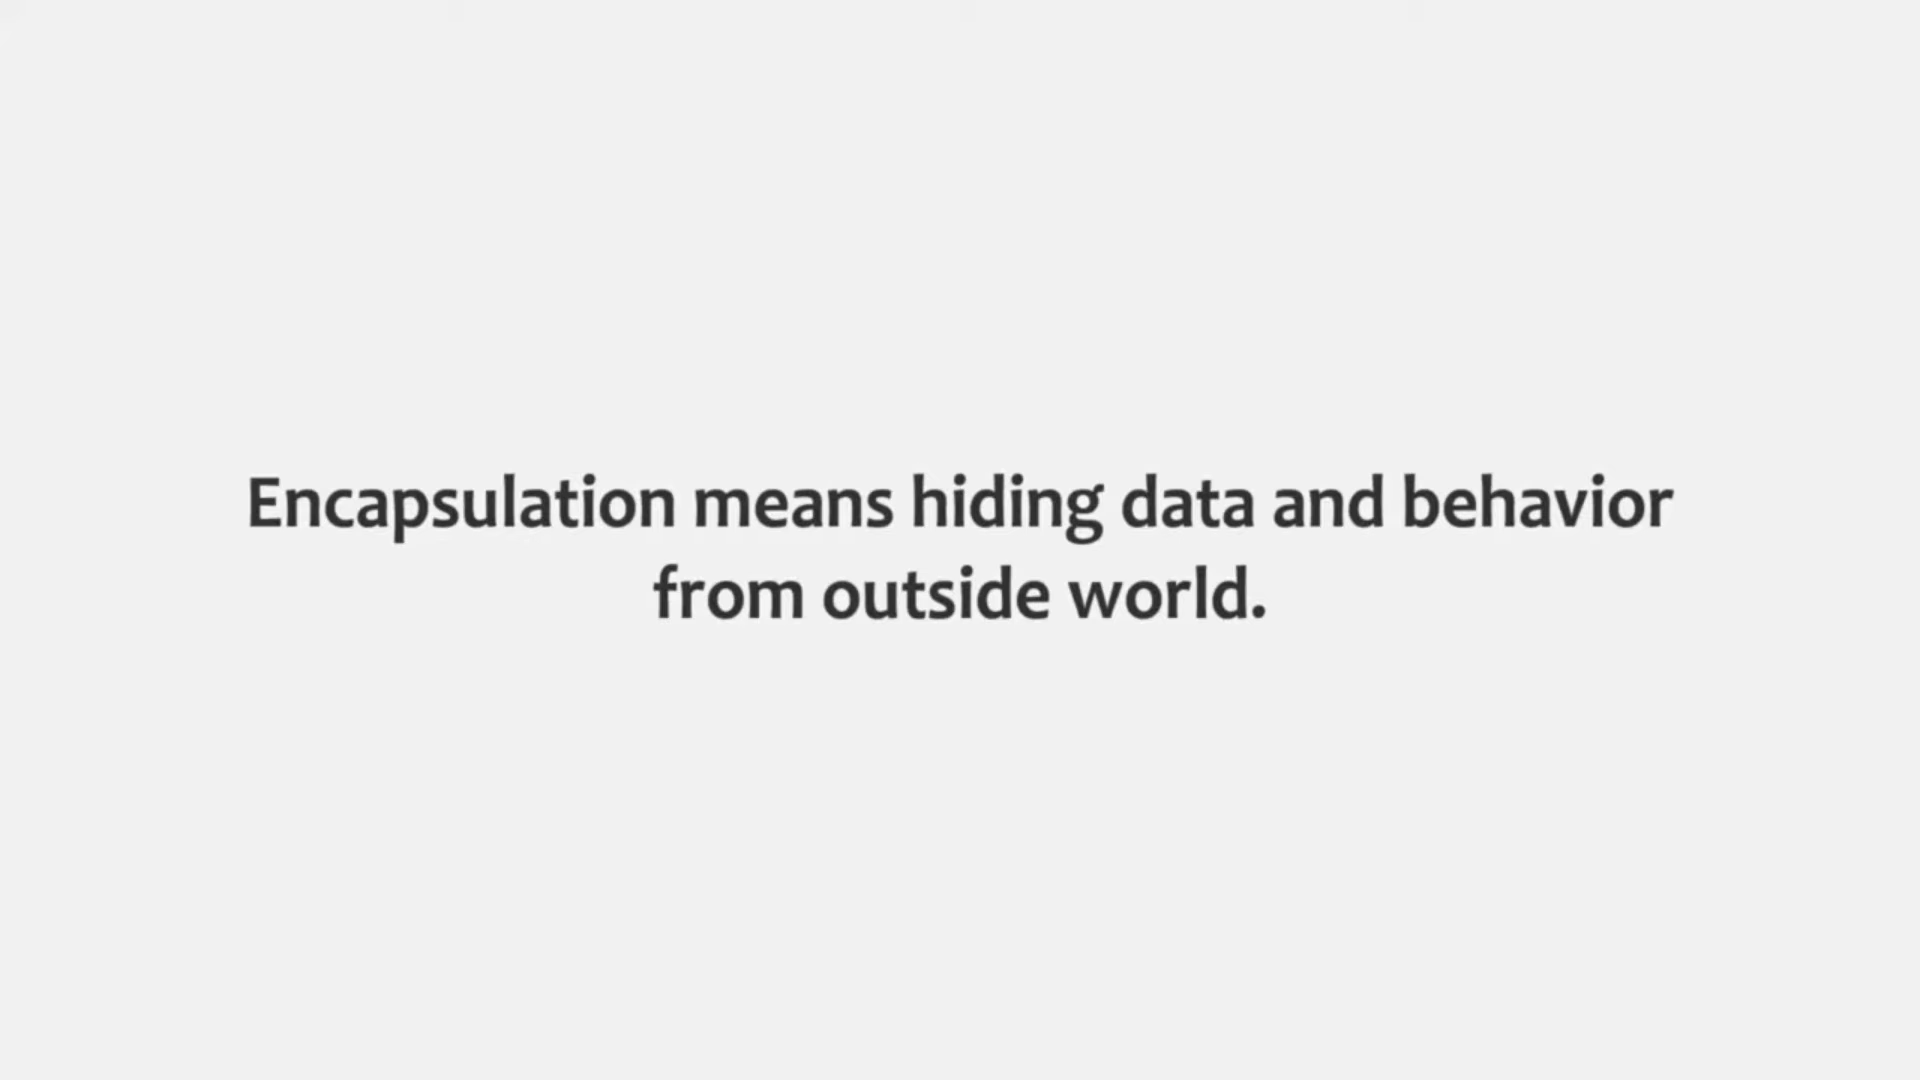 Encapsulation means hiding data and behavior
from outside world.